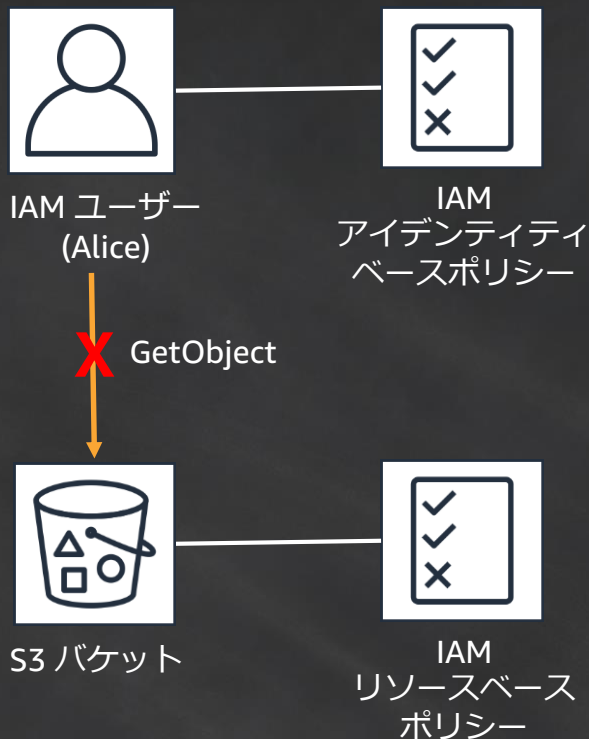 IAM ユーザー
(Alice)
IAM
アイデンティティ
ベースポリシー
X
GetObject
S3 バケット
IAM
リソースベース
ポリシー